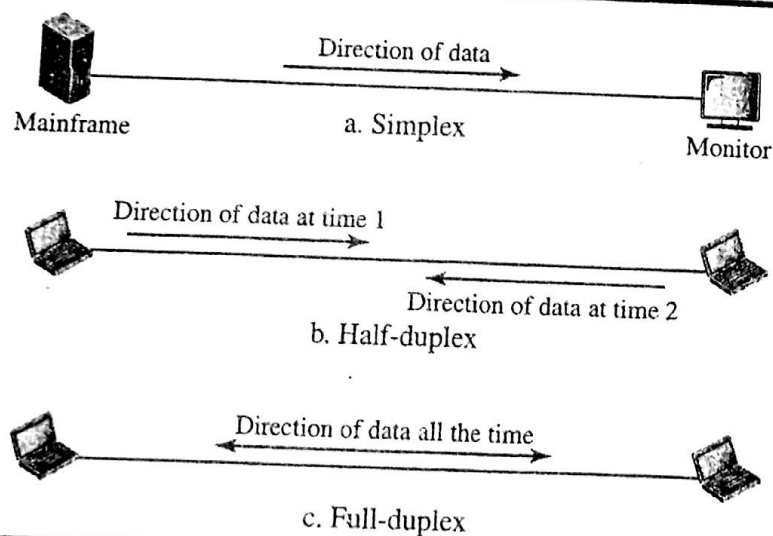 Direction of data
Mainframe
a. Simplex
Monitor
Direction of data at time 1
Direction of data at time 2
b. Half-duplex
Direction of data all the time
c. Full-duplex